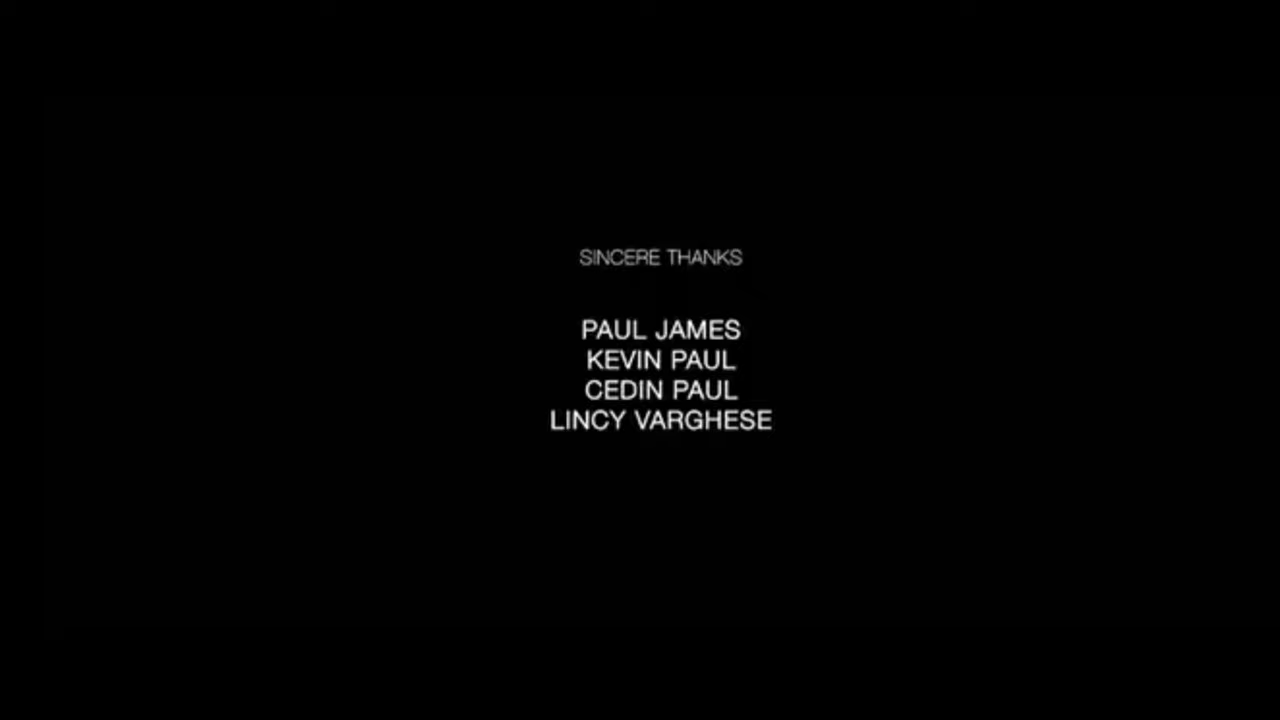 SINCERE THANKS
PAUL JAMES
KEVIN PAUL
CEDIN PAUL
LINCY VARGHESE